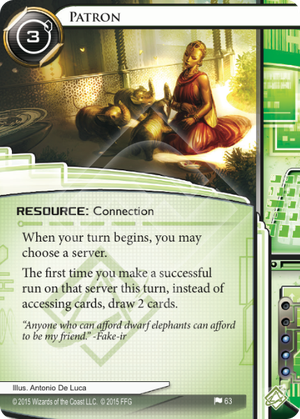 3
PATRON
RESOURCE: Connection
When your turn begins, you may
choose a server.
The first time you make a successful
run on that server this turn, instead of
accessing cards, draw 2 cards.
"Anyone who can afford dwarf elephants can afford
to be my friend." -Fake-ir
Illus. Antonio De Luca
© 2015 Wizards of the Coast LLC. © 2015 FFG
63